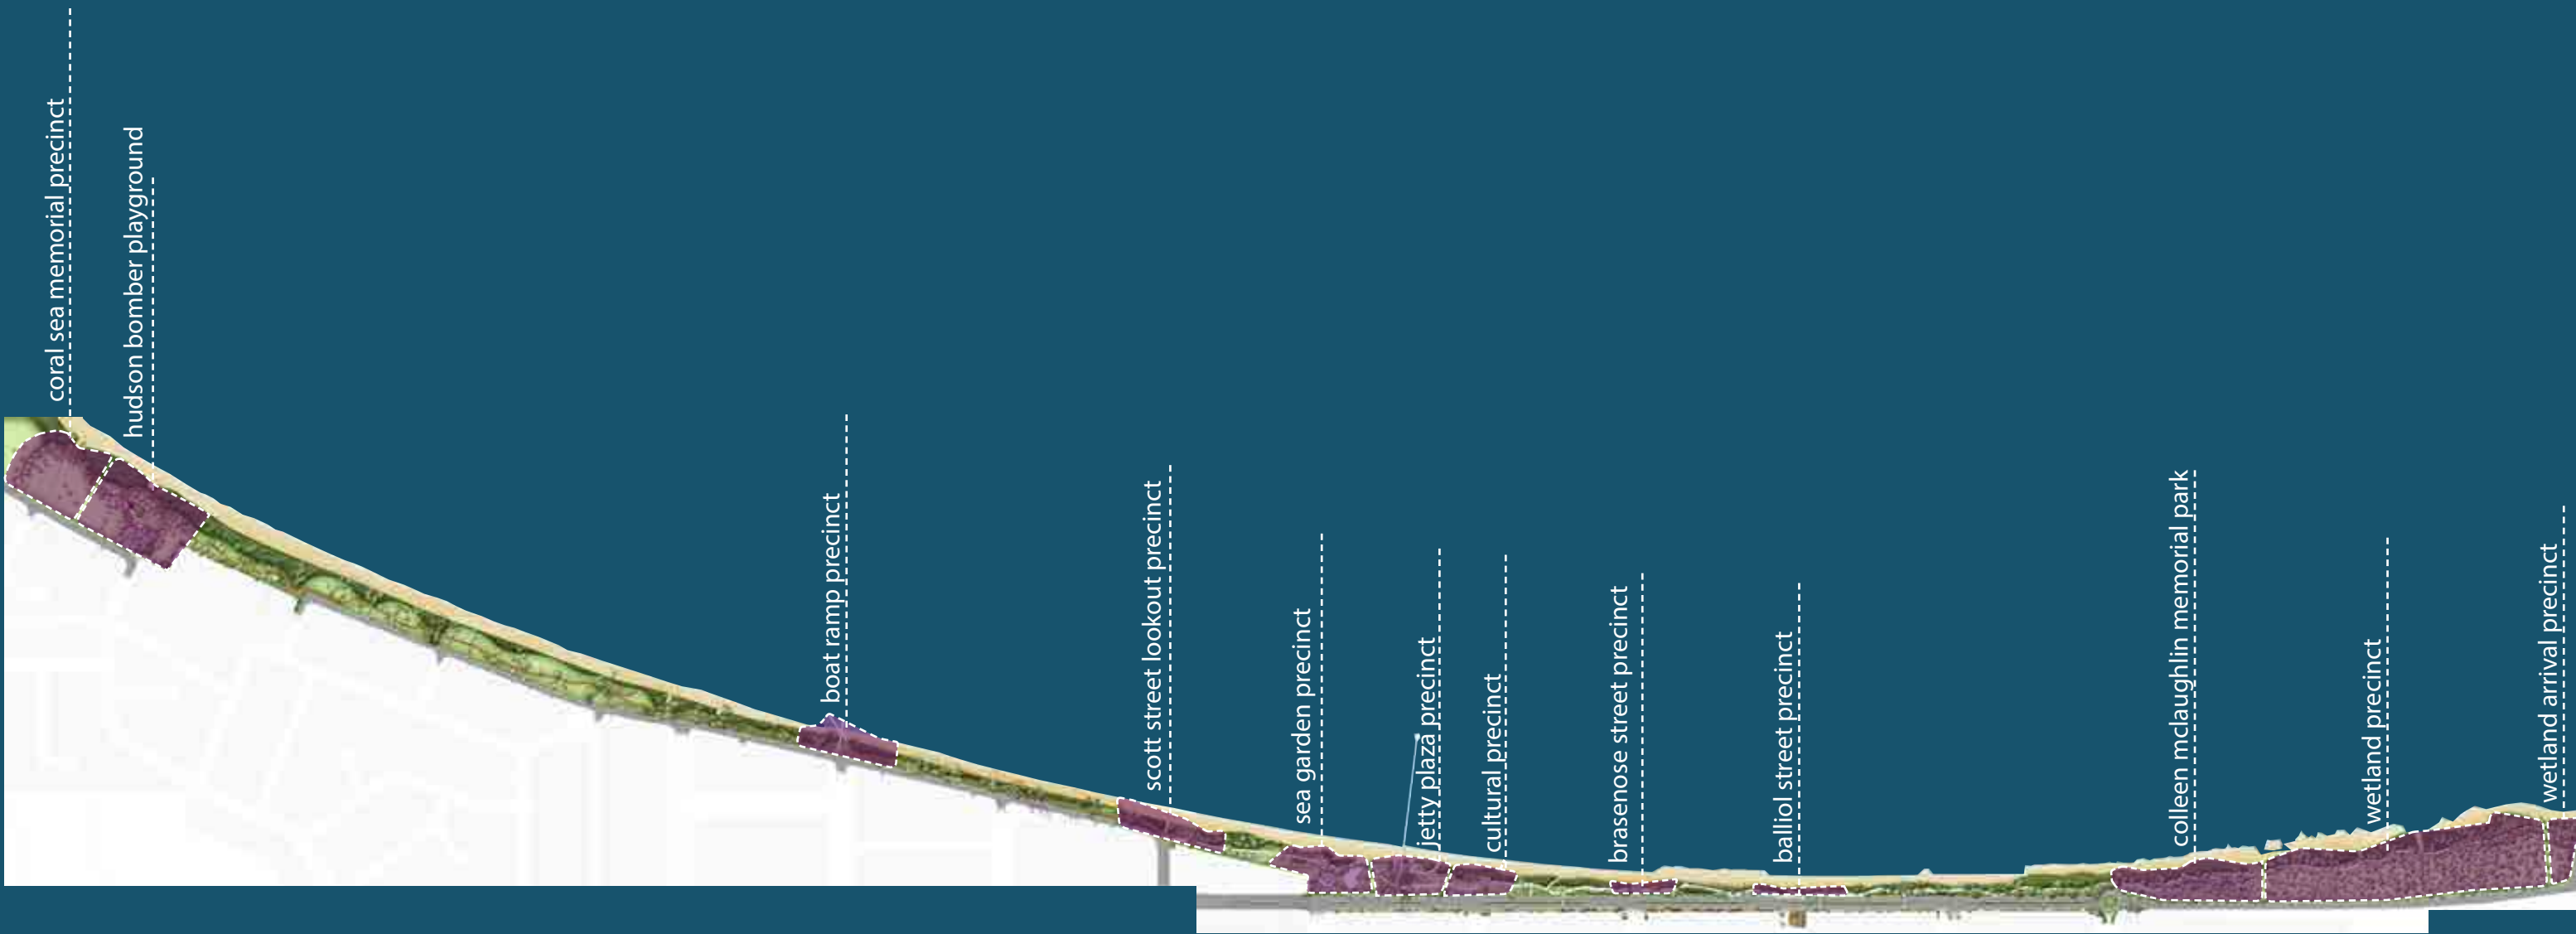 coral sea memorial precinct
hudson bomber playground
boat ramp precinct
scott street lookout precinct
sea garden precinct
jetty plaza precinct
cultural precinct
brasenose street precinct
balliol street precinct
colleen mclaughlin memorial park
wetland precinct
wetland arrival precinct